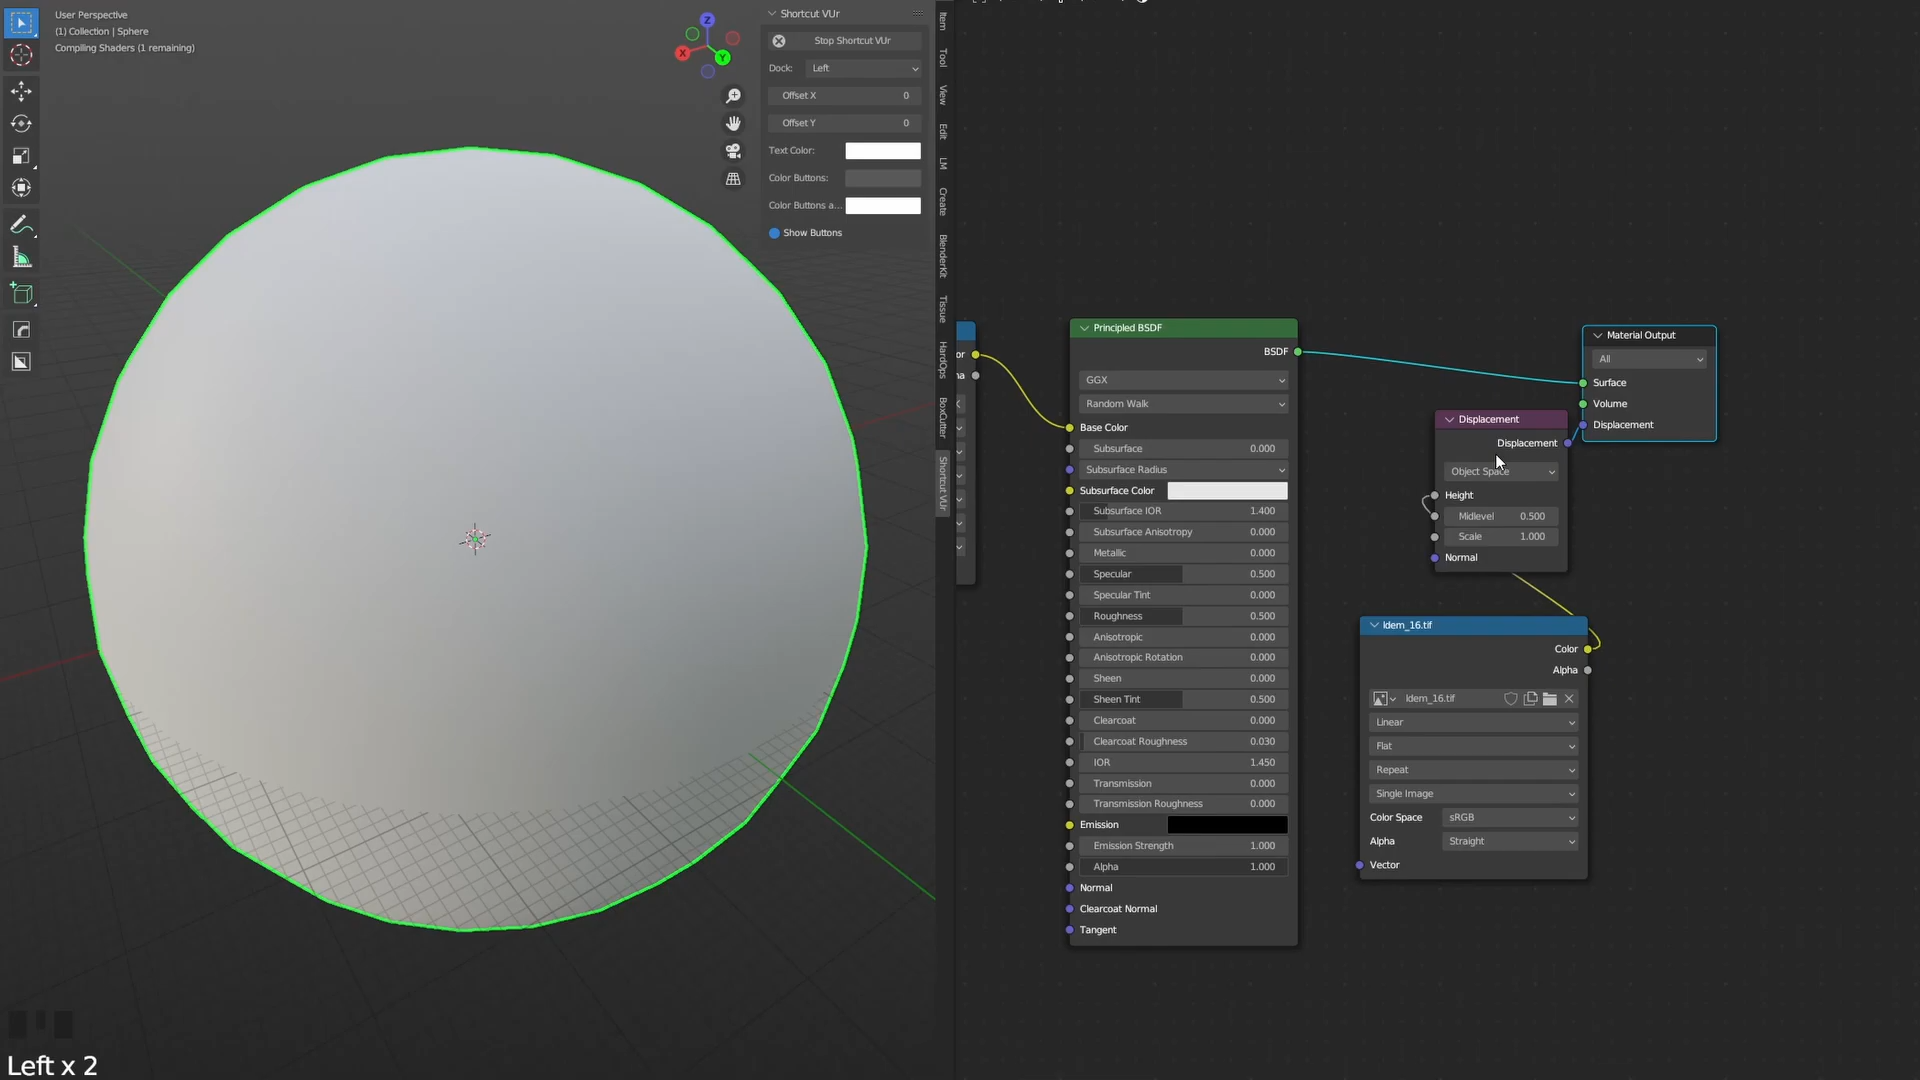 User Perspective
(1) Collection | Sphere
Compiling Shaders (1 remaining)
Z
X
Y
Shortcut VUr
Stop Shortcut VUr
Dock:
Left
Offset X
0
Offset Y
0
Text Color:
Color Buttons:
Color Buttons a...
Show Buttons
Item
Tool
View
Edit
LM
Create
BlenderKit
Tissue
HardOps
BoxCutter
Shortcut VUr
or
na
Principled BSDF
BSDF
GGX
Random Walk
Base Color
Subsurface
0.000
Subsurface Radius
Subsurface Color
Subsurface IOR
1.400
Subsurface Anisotropy
0.000
Metallic
0.000
Specular
0.500
Specular Tint
0.000
Roughness
0.500
Anisotropic
0.000
Anisotropic Rotation
0.000
Sheen
0.000
Sheen Tint
0.500
Clearcoat
0.000
Clearcoat Roughness
0.030
IOR
1.450
Transmission
0.000
Transmission Roughness
0.000
Emission
Emission Strength
1.000
Alpha
1.000
Normal
Clearcoat Normal
Tangent
Material Output
All
Surface
Volume
Displacement
Displacement
Displacement
Object Space
Height
Midlevel
0.500
Scale
1.000
Normal
ldem_16.tif
Color
Alpha
ldem_16.tif
Linear
Flat
Repeat
Single Image
Color Space
sRGB
Alpha
Straight
Vector
Left x 2